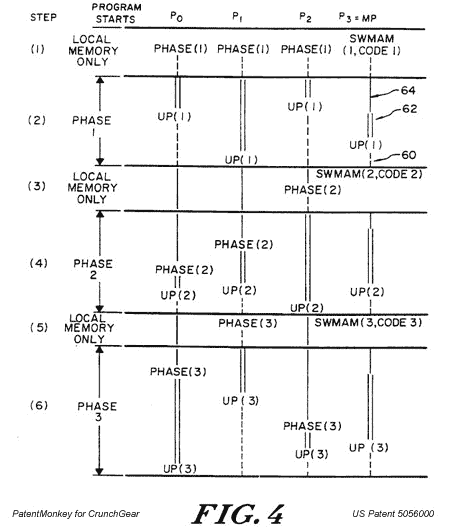 STEP PROGRAM STARTS P0 P1 P2 P3 = MP
(1) LOCAL MEMORY ONLY PHASE(1) PHASE(1) PHASE(1) SWMAM (1,CODE 1)
64
62
(2) PHASE 1 UP(1) UP(1) UP(1) UP(1)
60
(3) LOCAL MEMORY ONLY PHASE(2) SWMAM(2,CODE 2)
PHASE(2)
(4) PHASE 2 PHASE(2)
UP(2) UP(2) UP(2) UP(2)
(5) LOCAL MEMORY ONLY PHASE(3) SWMAM(3,CODE 3)
PHASE(3)
UP(3)
(6) PHASE 3 PHASE(3)
UP(3) UP(3)
UP(3)
PatentMonkey for CrunchGear FIG. 4 US Patent 5056000